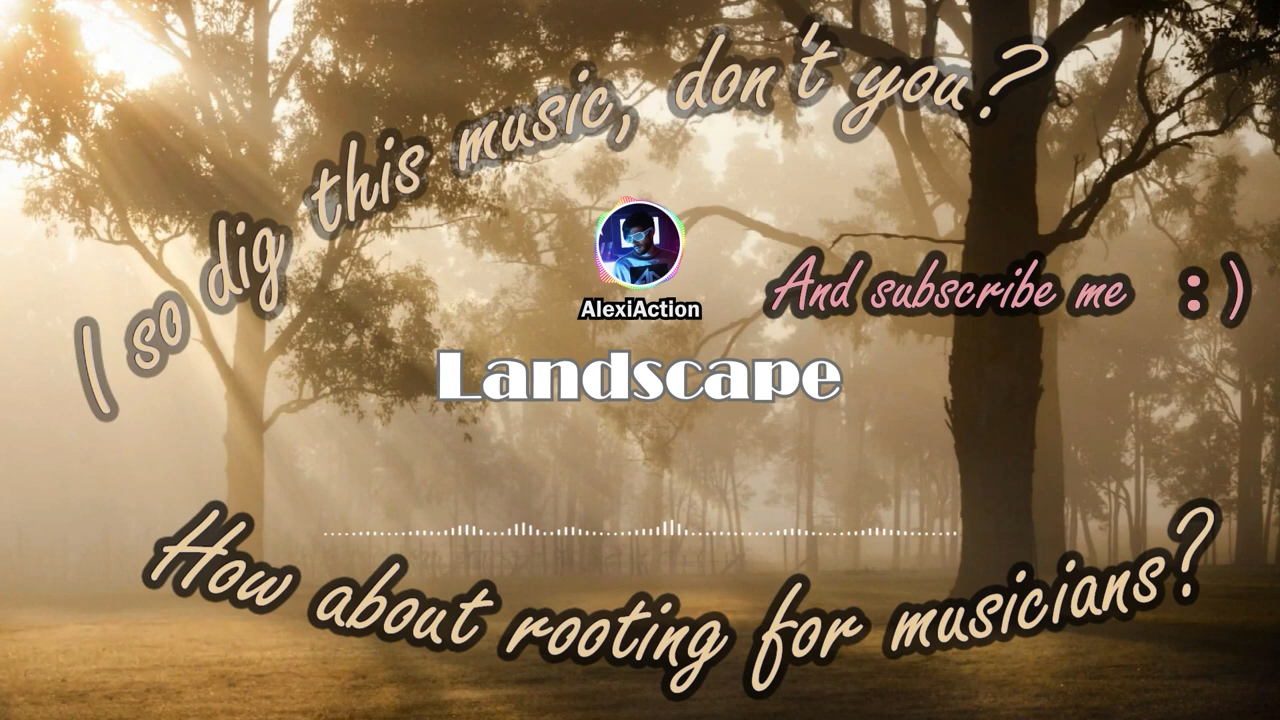 I so dig this music, don't you?
And subscribe me :)
AlexiAction
Landscape
How about rooting for musicians?